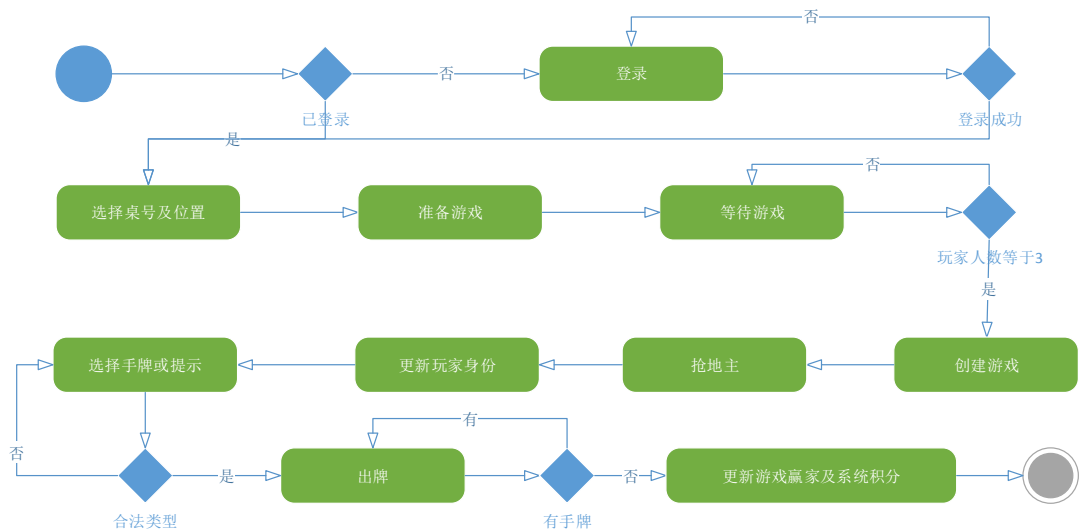 否
否
登录
已登录
登录成功
是
否
选择桌号及位置
准备游戏
等待游戏
玩家人数等于3
是
选择手牌或提示
更新玩家身份
抢地主
创建游戏
有
否
是
出牌
否
更新游戏赢家及系统积分
合法类型
有手牌